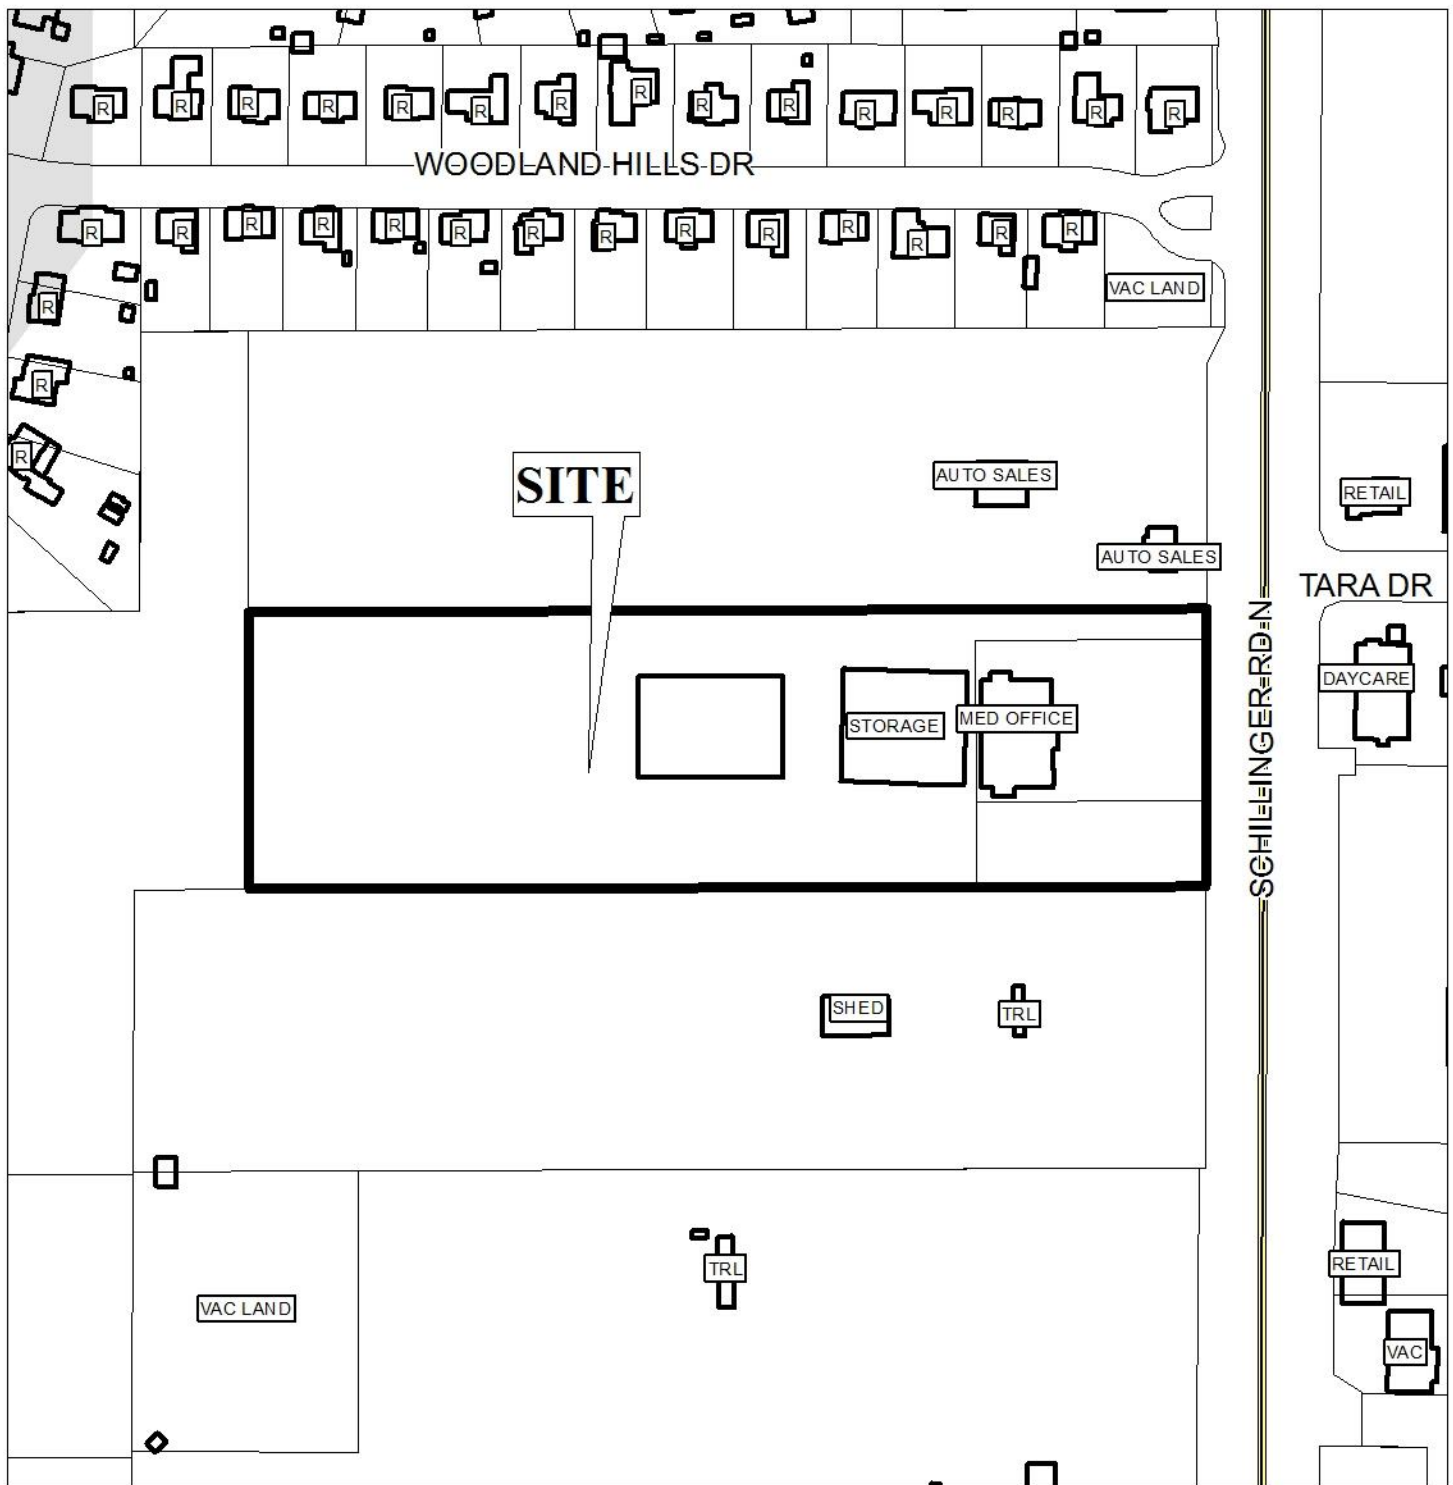 R R R R R R R R R R R R R R R
WOODLAND HILLS DR
R R R R R R R R R R R R R R
R
VAC LAND
R
R
SITE
AUTO SALES
RETAIL
AUTO SALES
TARA DR
SCHILLINGER RD N
DAYCARE
STORAGE
MED OFFICE
SHED
TRL
TRL
RETAIL
VAC LAND
VAC